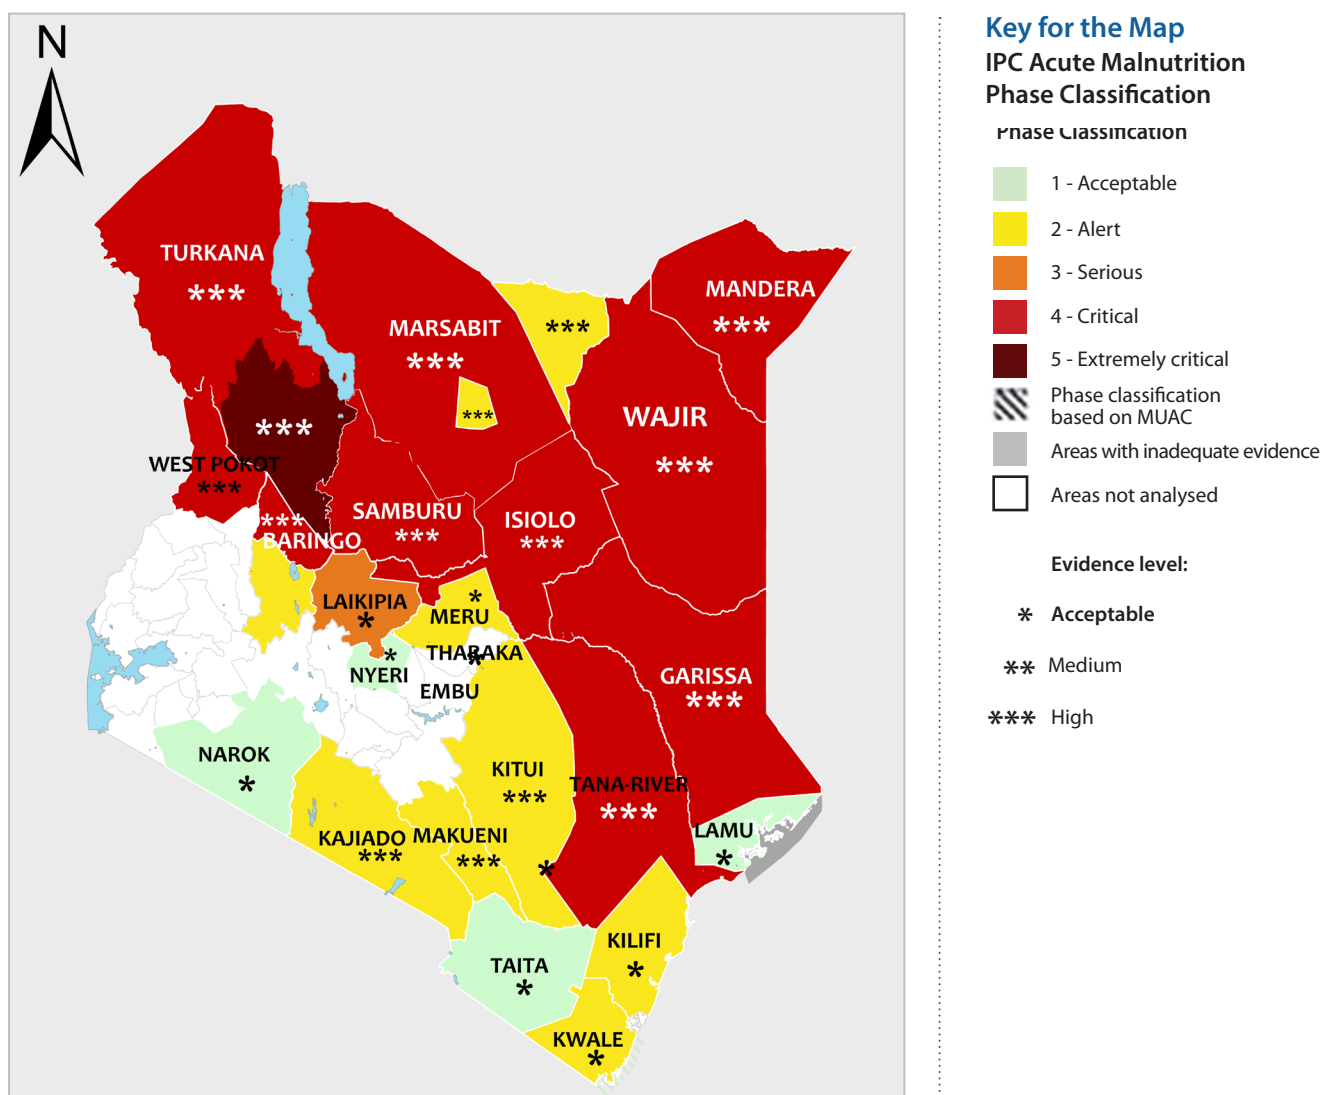 N
TURKANA
***
MARSABIT
***
***
***
MANDERA
***
WAJIR
***
***
WEST POKOT
***
***
BARINGO
SAMBURU
***
ISIOLO
***
LAIKIPIA
*
*
MERU
THARAKA
*
*
NYERI
EMBU
GARISSA
***
NAROK
*
KITUI
***
TANA-RIVER
***
KAJIADO
***
MAKUENI
***
*
LAMU
*
KILIFI
*
TAITA
*
KWALE
*
Key for the Map
IPC Acute Malnutrition
Phase Classification
Phase Classification
1 - Acceptable
2 - Alert
3 - Serious
4 - Critical
5 - Extremely critical
Phase classification
based on MUAC
Areas with inadequate evidence
Areas not analysed
Evidence level:
* Acceptable
** Medium
*** High